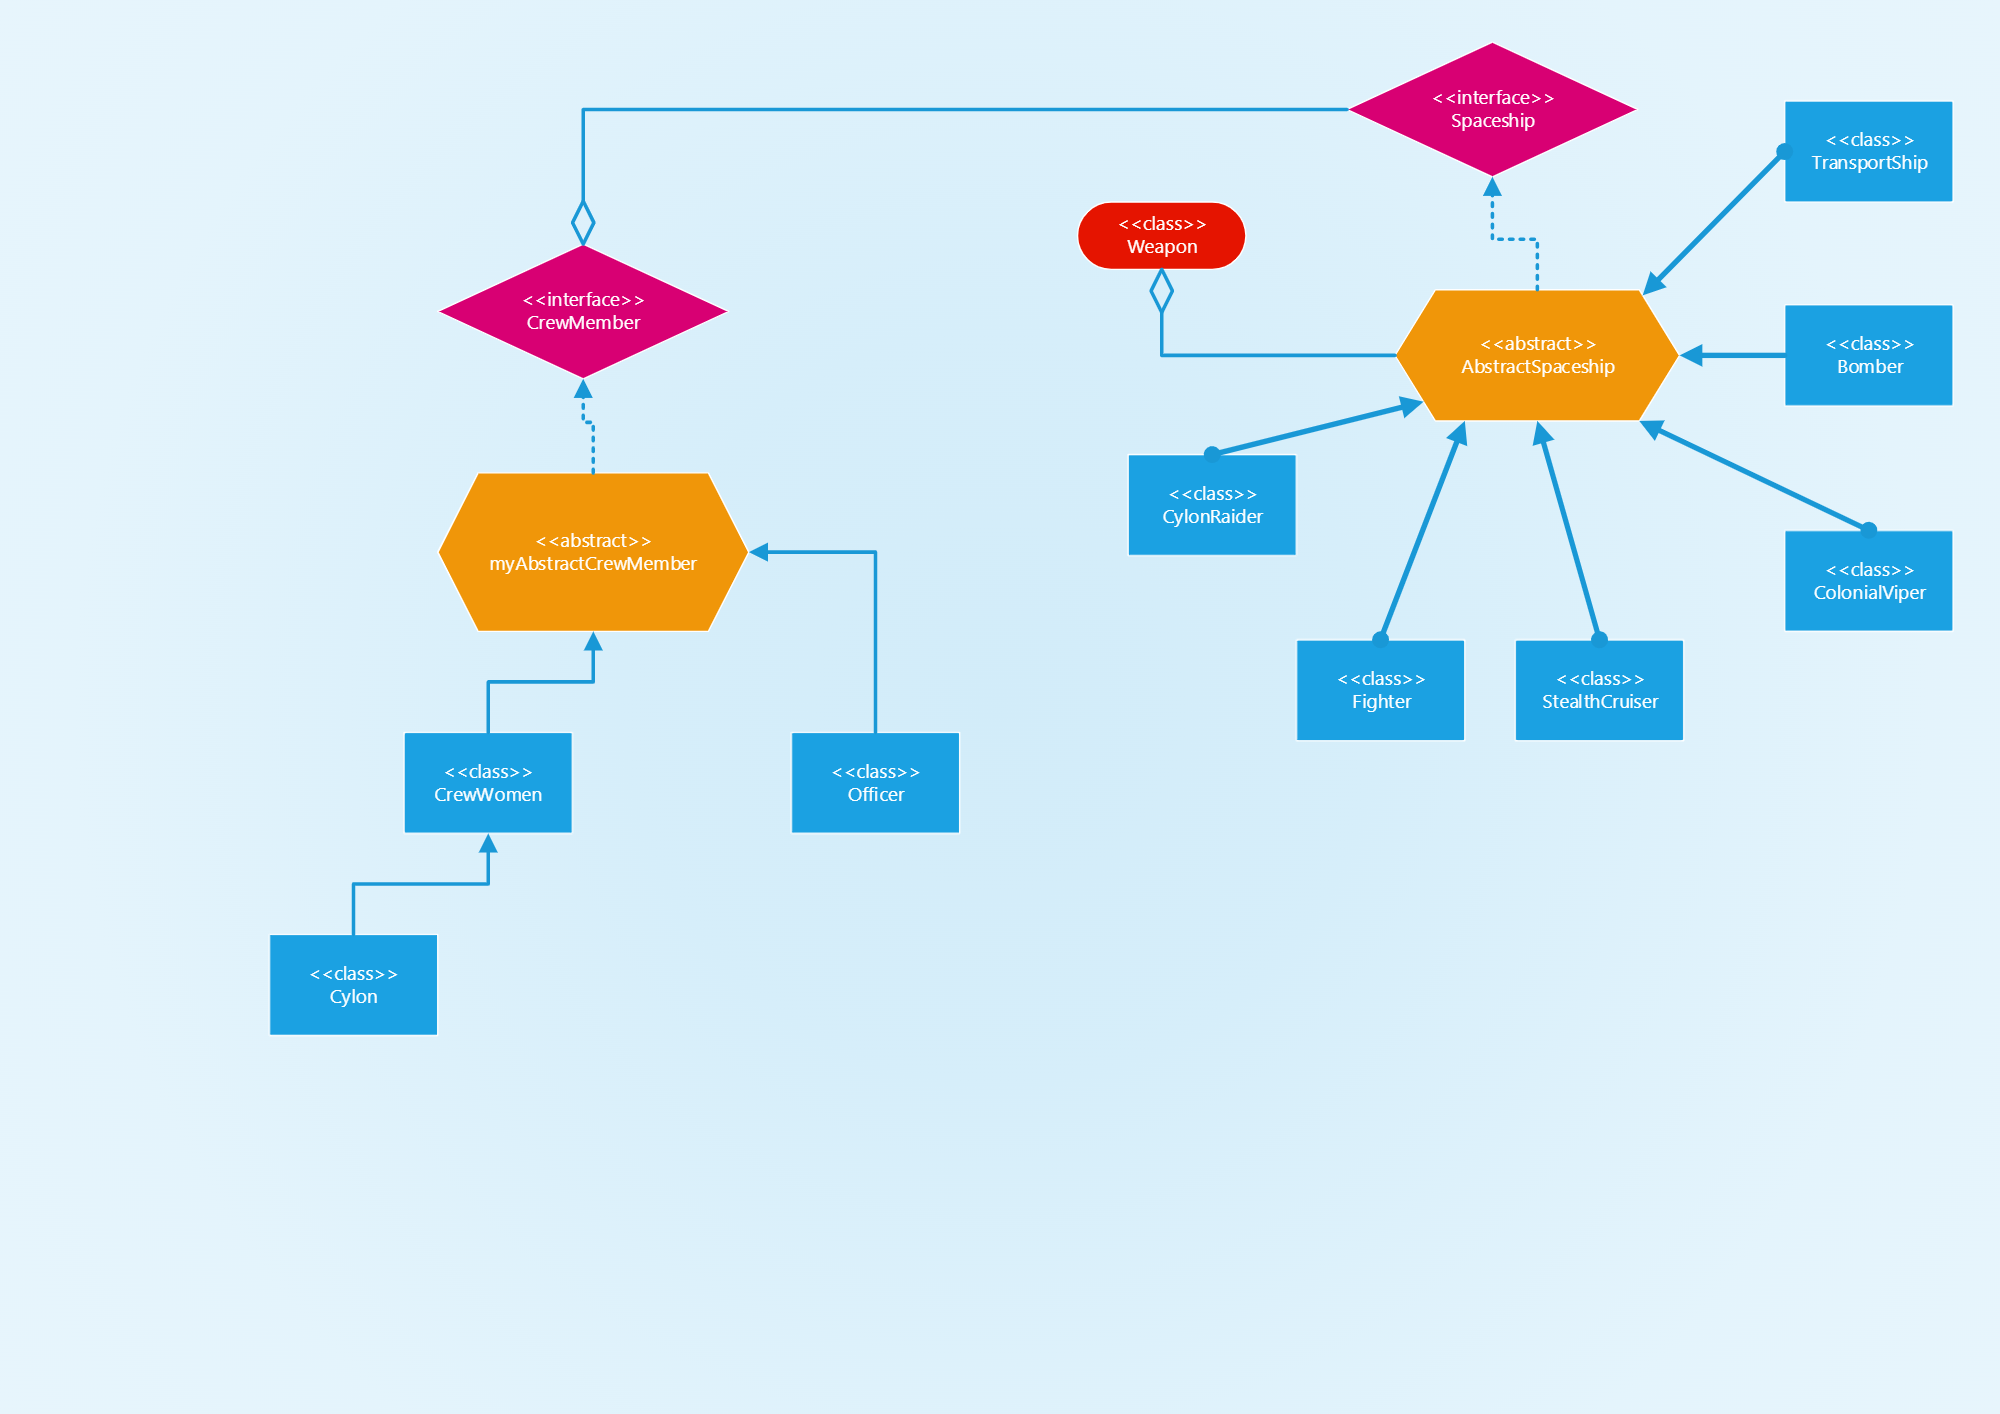 <<interface>>
Spaceship
<<class>>
TransportShip
<<class>>
Weapon
<<interface>>
CrewMember
<<abstract>>
AbstractSpaceship
<<class>>
Bomber
<<class>>
CylonRaider
<<abstract>>
myAbstractCrewMember
<<class>>
ColonialViper
<<class>>
Fighter
<<class>>
StealthCruiser
<<class>>
CrewWomen
<<class>>
Officer
<<class>>
Cylon